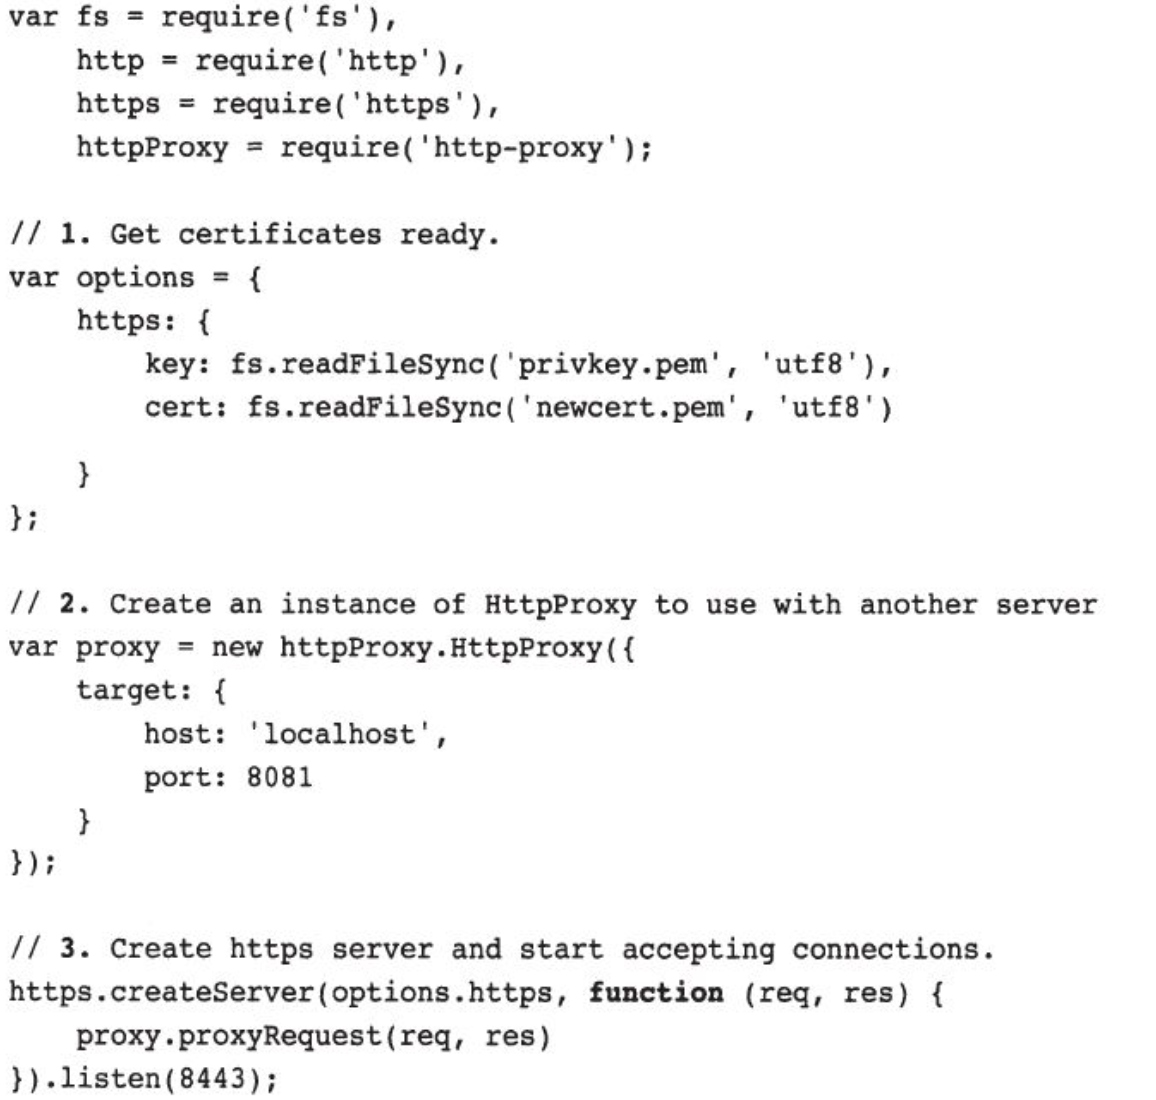 var fs = require('fs'),
    http = require('http'),
    https = require('https'),
    httpProxy = require('http-proxy');

// 1. Get certificates ready.
var options = {
    https: {
        key: fs.readFileSync('privkey.pem', 'utf8'),
        cert: fs.readFileSync('newcert.pem', 'utf8')

    }
};

// 2. Create an instance of HttpProxy to use with another server
var proxy = new httpProxy.HttpProxy({
    target: {
        host: 'localhost',
        port: 8081
    }
});

// 3. Create https server and start accepting connections.
https.createServer(options.https, function (req, res) {
    proxy.proxyRequest(req, res)
}).listen(8443);